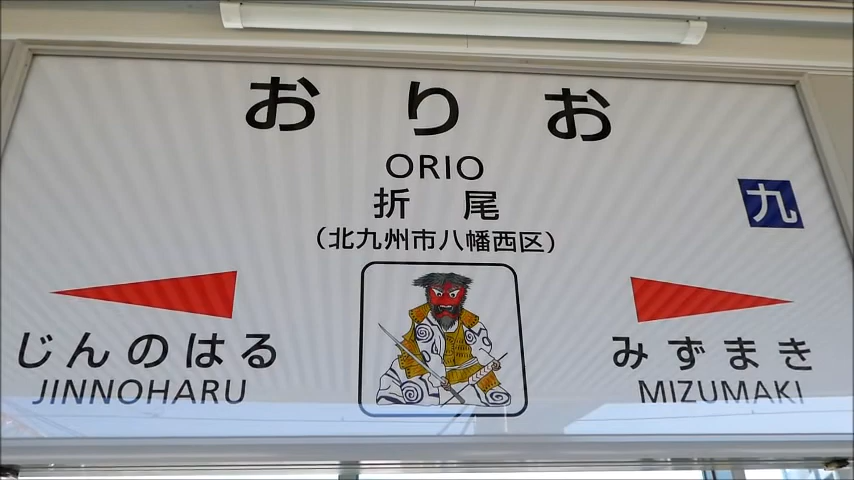 おりお
ORIO
折尾
(北九州市八幡西区)
九
じんのはる
JINNOHARU
みずまき
MIZUMAKI